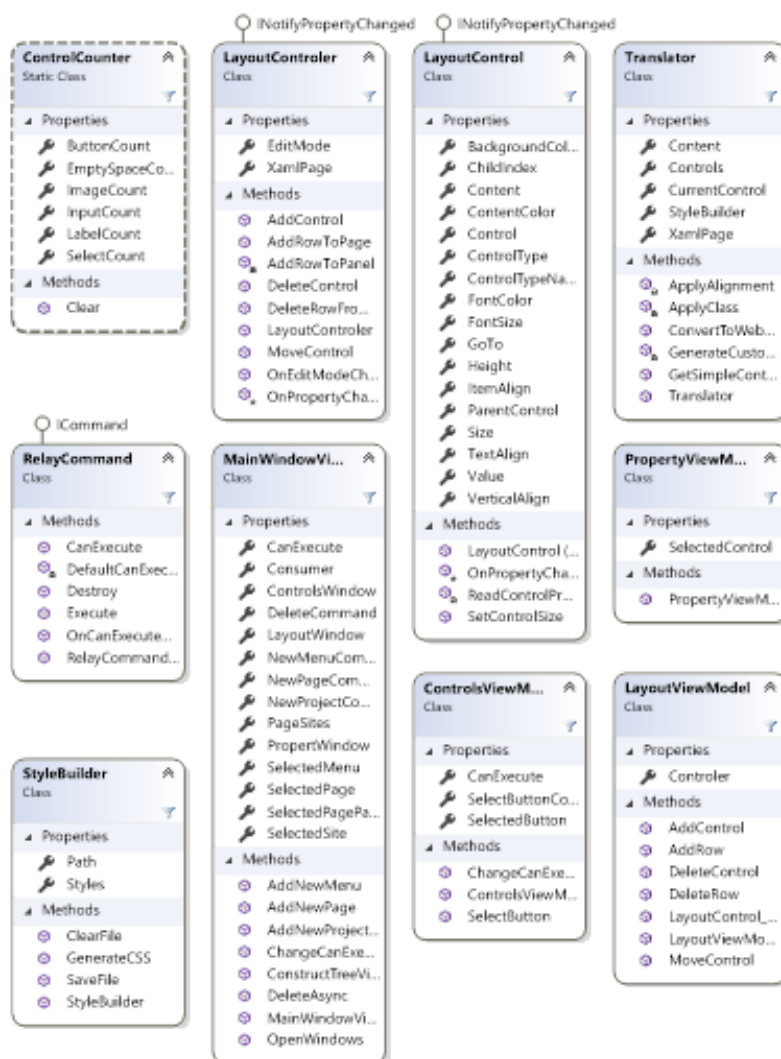 INotifyPropertyChanged
INotifyPropertyChanged
ControlCounter
Static Class
Properties
ButtonCount
EmptySpaceCo...
ImageCount
InputCount
LabelCount
SelectCount
Methods
Clear
LayoutControler
Class
Properties
EditMode
XamlPage
Methods
AddControl
AddRowToPage
AddRowToPanel
DeleteControl
DeleteRowFro...
LayoutControler
MoveControl
OnEditModeCh...
OnPropertyCha...
LayoutControl
Class
Properties
BackgroundCol...
ChildIndex
Content
ContentColor
Control
ControlType
ControlTypeNa...
FontColor
FontSize
GoTo
Height
ItemAlign
ParentControl
Size
TextAlign
Value
VerticalAlign
Methods
LayoutControl (...
OnPropertyCha...
ReadControlPr...
SetControlSize
Translator
Class
Properties
Content
Controls
CurrentControl
StyleBuilder
XamlPage
Methods
ApplyAlignment
ApplyClass
ConvertToWeb...
GenerateCusto...
GetSimpleCont...
Translator
ICommand
RelayCommand
Class
Methods
CanExecute
DefaultCanExec...
Destroy
Execute
OnCanExecute...
RelayCommand...
MainWindowVi...
Class
Properties
CanExecute
Consumer
ControlsWindow
DeleteCommand
LayoutWindow
NewMenuCom...
NewPageCom...
NewProjectCo...
PageSites
PropertWindow
SelectedMenu
SelectedPage
SelectedPagePa...
SelectedSite
Methods
AddNewMenu
AddNewPage
AddNewProject...
ChangeCanExe...
ConstructTreeVi...
DeleteAsync
MainWindowVi...
OpenWindows
PropertyViewM...
Class
Properties
SelectedControl
Methods
PropertyViewM...
StyleBuilder
Class
Properties
Path
Styles
Methods
ClearFile
GenerateCSS
SaveFile
StyleBuilder
ControlsViewM...
Class
Properties
CanExecute
SelectButtonCo...
SelectedButton
Methods
ChangeCanExe...
ControlsViewM...
SelectButton
LayoutViewModel
Class
Properties
Controler
Methods
AddControl
AddRow
DeleteControl
DeleteRow
LayoutControl_...
LayoutViewMo...
MoveControl